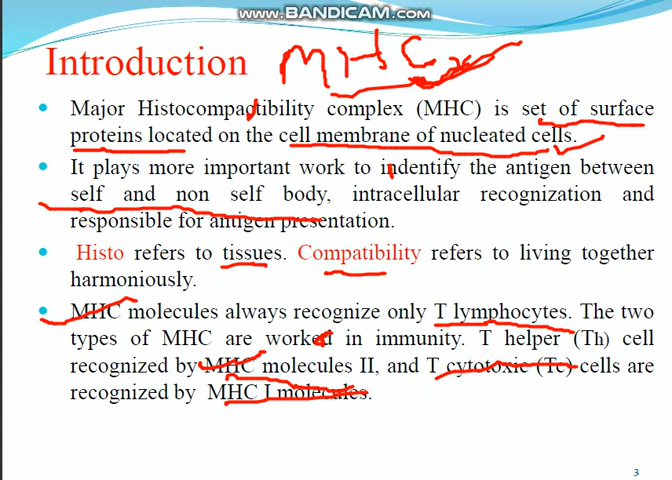 www.BANDICAM.com
Introduction MHC
• Major Histocompactibility complex (MHC) is set of surface
proteins located on the cell membrane of nucleated cells.
• It plays more important work to indentify the antigen between
self and non self body, intracellular recognization and
responsible for antigen presentation.
• Histo refers to tissues. Compatibility refers to living together
harmoniously.
• MHC molecules always recognize only T lymphocytes. The two
types of MHC are worked in immunity. T helper (Th) cell
recognized by MHC molecules II, and T cytotoxic (Tc) cells are
recognized by MHC I molecules.
3